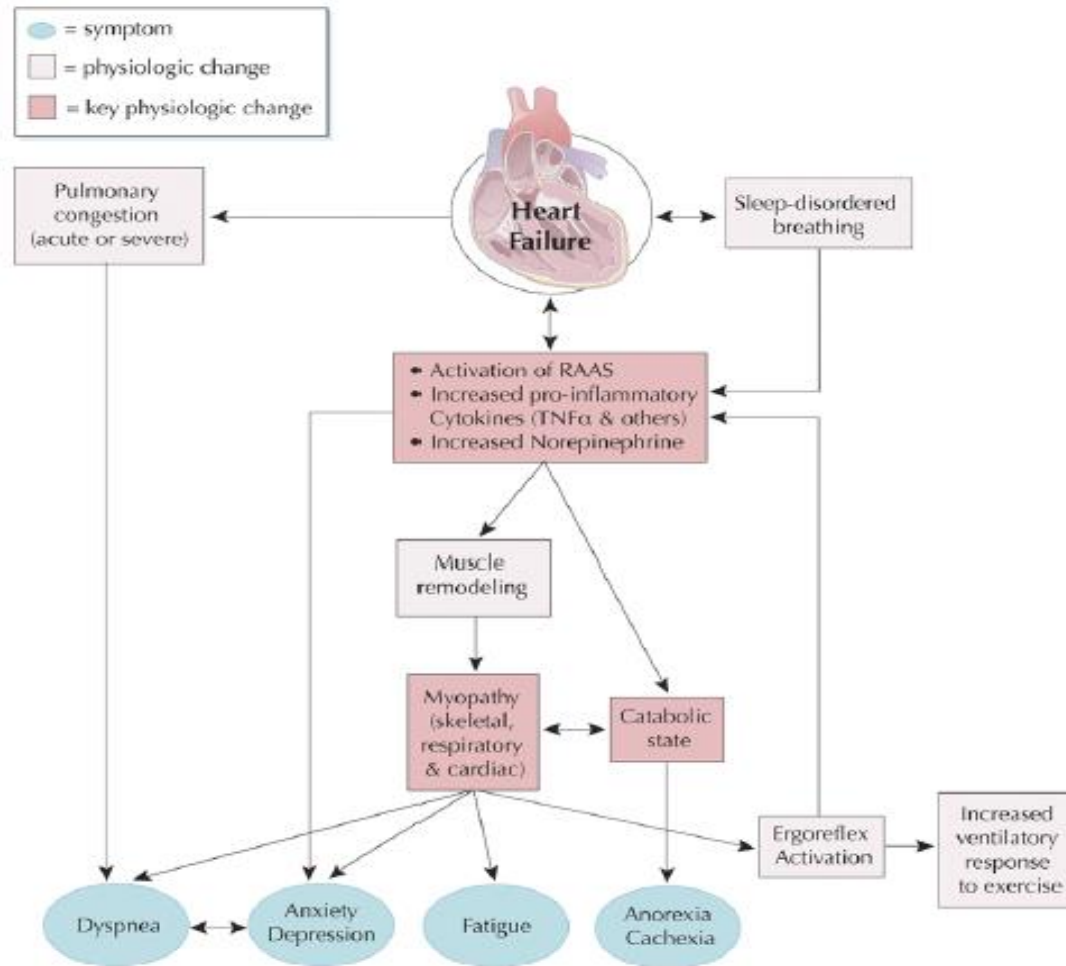 = symptom
= physiologic change
= key physiologic change
Pulmonary
congestion
(acute or severe)
Heart
Failure
Sleep-disordered
breathing
• Activation of RAAS
• Increased pro-inflammatory
Cytokines (TNFα & others)
• Increased Norepinephrine
Muscle
remodeling
Myopathy
(skeletal,
respiratory
& cardiac)
Catabolic
state
Ergoreflex
Activation
Increased
ventilatory
response
to exercise
Dyspnea
Anxiety
Depression
Fatigue
Anorexia
Cachexia